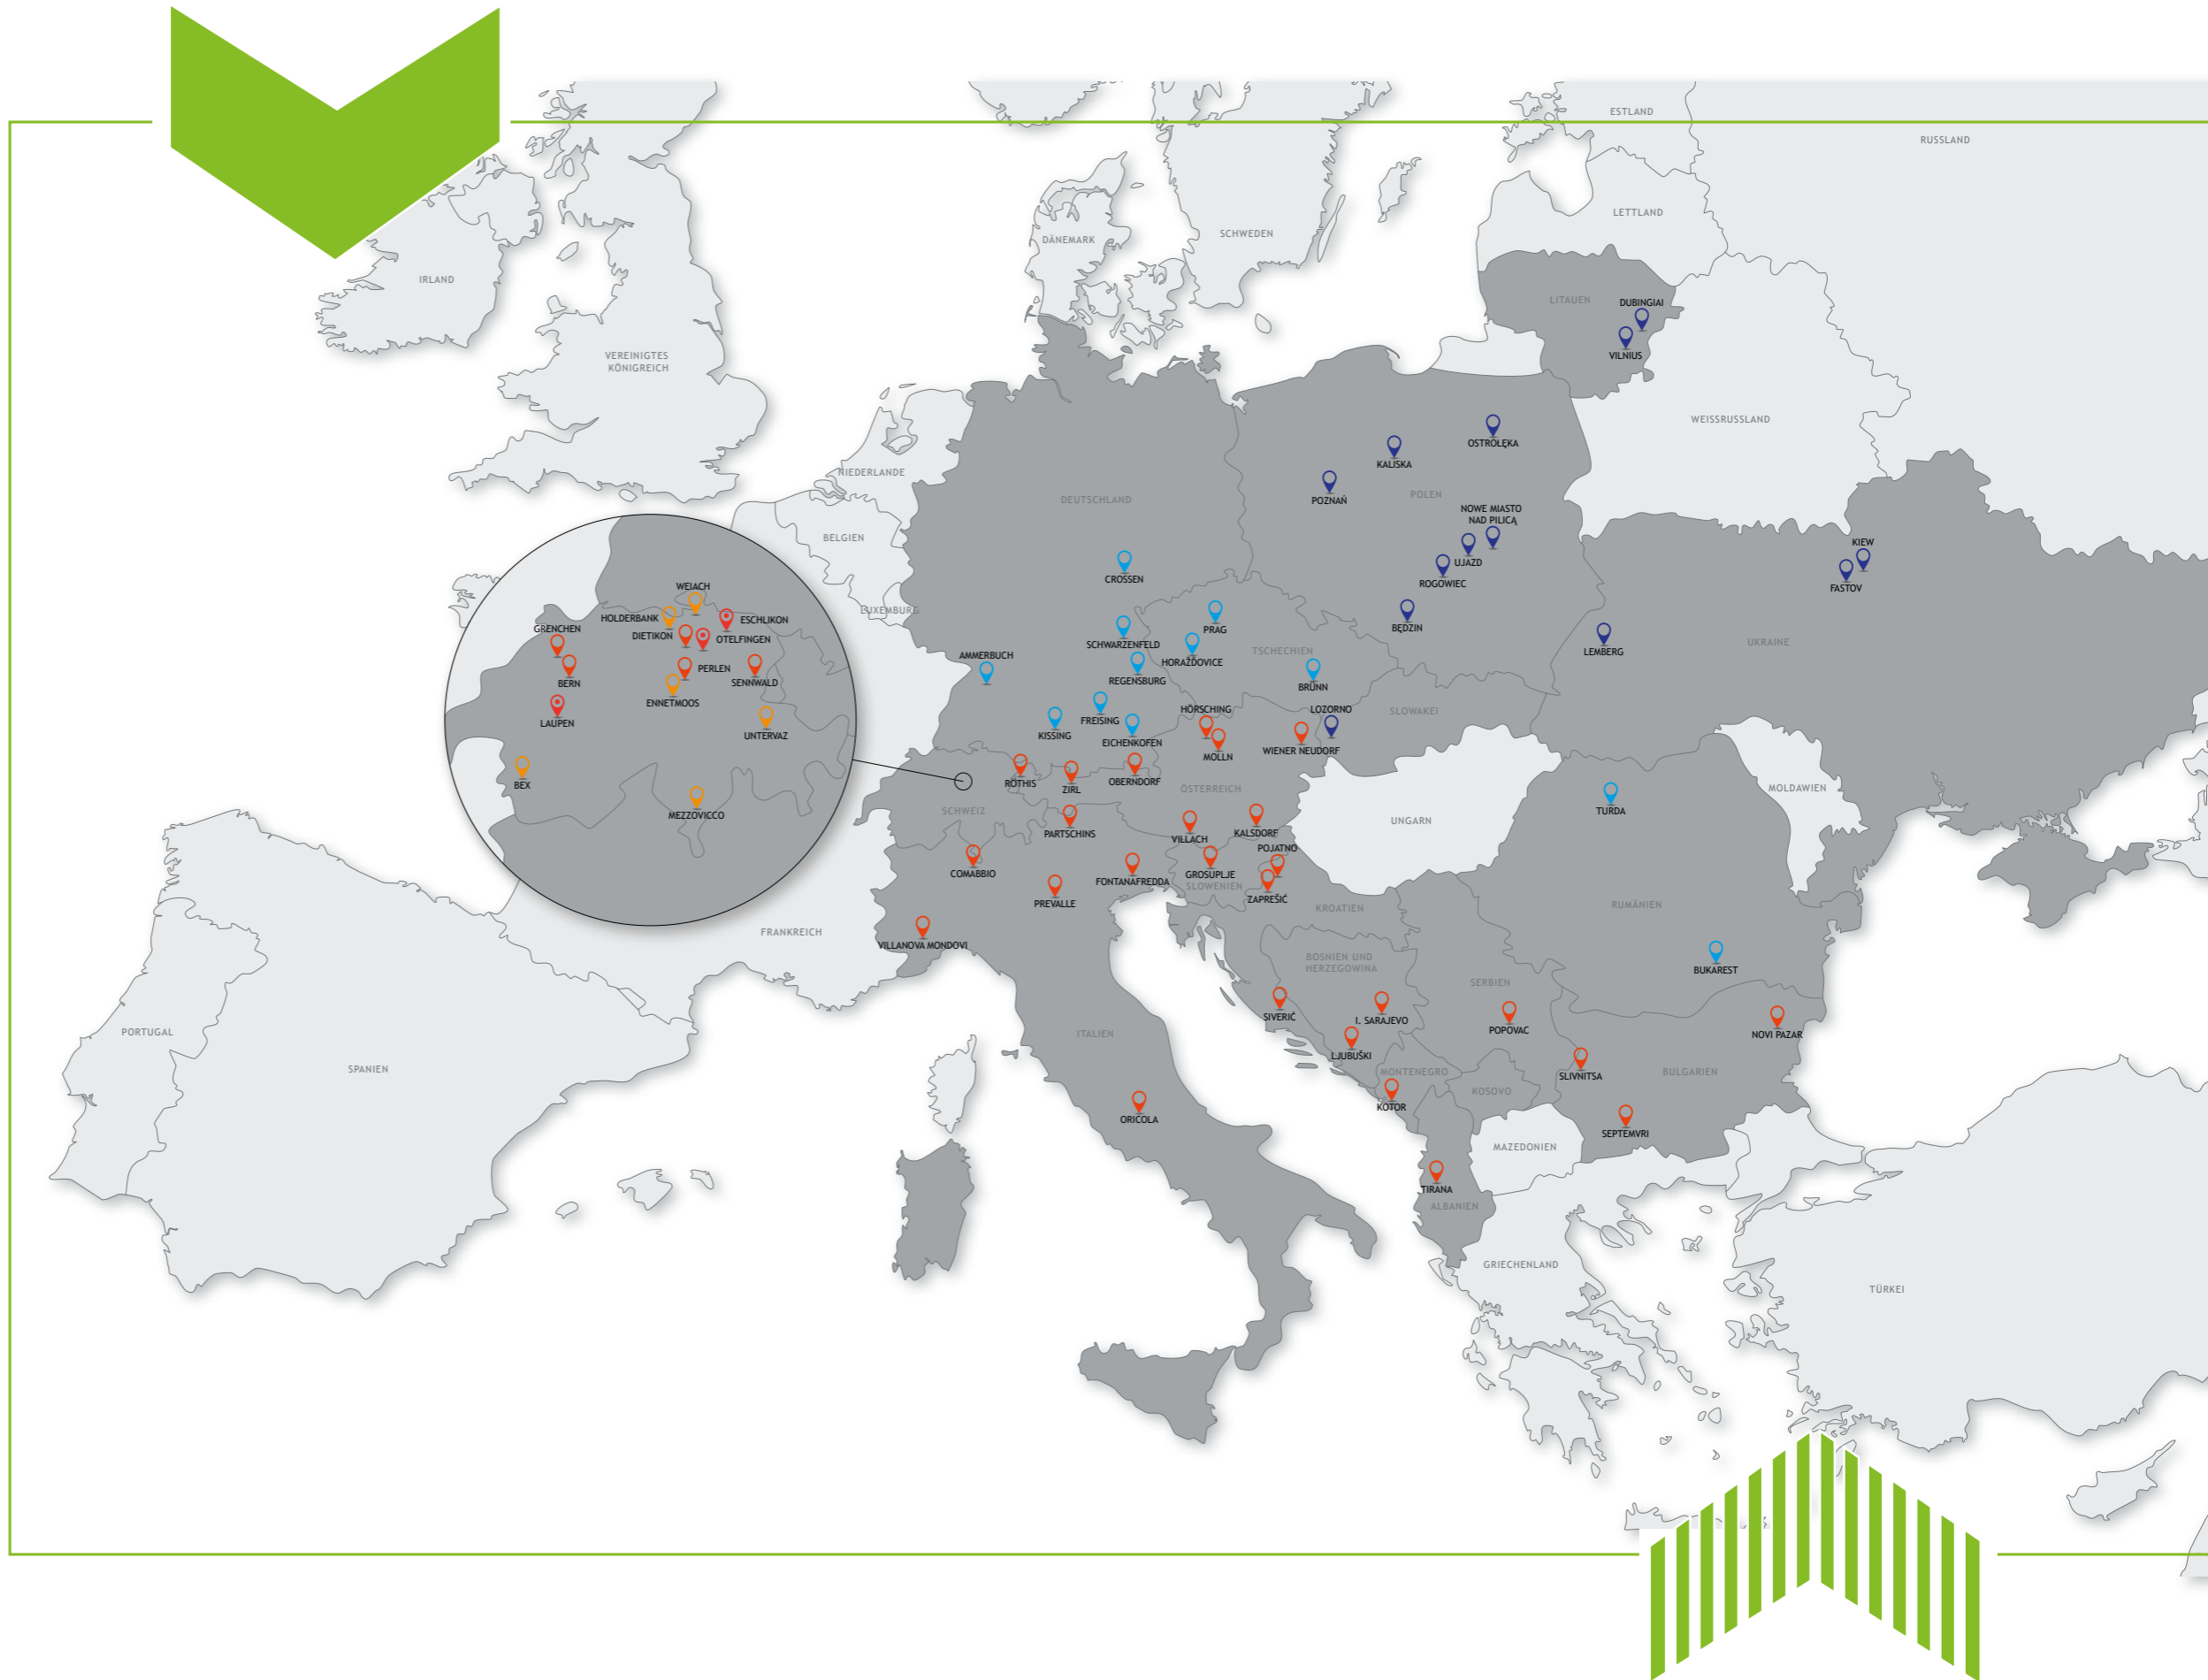 ESTLAND
RUSSLAND
LETTLAND
SCHWEDEN
DÄNEMARK
IRLAND
LITAUEN
DUBINGIAI
VILNIUS
VEREINIGTES
KÖNIGREICH
WEISSRUSSLAND
OSTROŁĘKA
KALISKA
NIEDERLANDE
POLEN
DEUTSCHLAND
POZNAŇ
NOWE MIASTO
NAD PILICĄ
BELGIEN
KIEW
UJAZD
CROSSEN
ROGOWIEC
FASTOV
WEIACH
LUXEMBURG
HOLDERBANK
ESCHLIKON
GRENCHEN
DIETIKON
OTELFINGEN
PRAG
BĘDZIN
SCHWARZENFELD
UKRAINE
TSCHECHIEN
LEMBERG
AMMERBUCH
HORAŽĎOVICE
PERLEN
BERN
SENNWALD
REGENSBURG
BRÜNN
ENNETMOOS
HÖRSCHING
LOZORNO
SLOWAKEI
LAUPEN
FREISING
UNTERVAZ
KISSING
EICHENKOFEN
WIENER NEUDORF
MOLLN
OBERNDORF
RÖTHIS
BEX
ZIRL
ÖSTERREICH
MOLDAWIEN
TURDA
SCHWEIZ
MEZZOVICCO
UNGARN
PARTSCHINS
KALSDORF
VILLACH
POJATNO
COMABBIO
GROSUPLJE
FONTANAFREDDA
SLOWENIEN
ZAPREŠIĆ
PREVALLE
RUMÄNIEN
KROATIEN
FRANKREICH
VILLANOVA MONDOVI
BOSNIEN UND
HERZEGOWINA
BUKAREST
SERBIEN
SIVERIĆ
I. SARAJEVO
PORTUGAL
ITALIEN
POPOVAC
NOVI PAZAR
LJUBUŠKI
SPANIEN
MONTENEGRO
BULGARIEN
SLIVNITSA
KOSOVO
KOTOR
ORICOLA
SEPTEMVRI
MAZEDONIEN
TIRANA
ALBANIEN
GRIECHENLAND
TÜRKEI